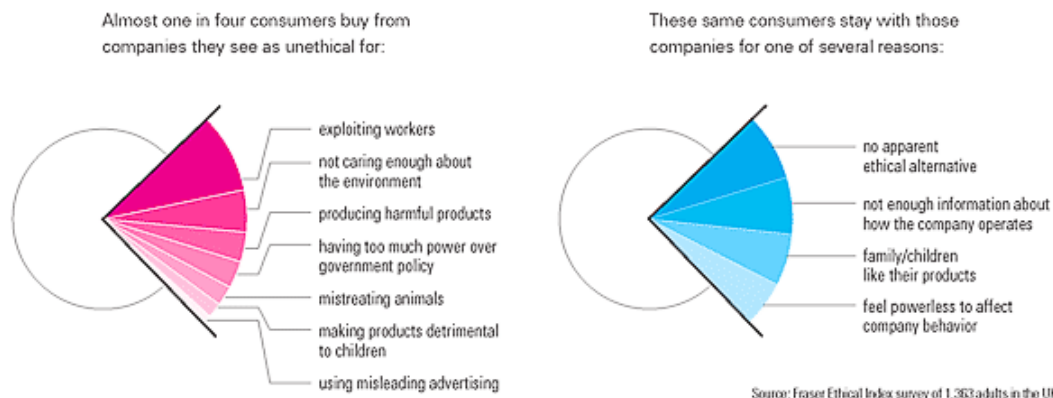 Almost one in four consumers buy from
companies they see as unethical for:
exploiting workers
not caring enough about
the environment
producing harmful products
having too much power over
government policy
mistreating animals
making products detrimental
to children
using misleading advertising
These same consumers stay with those
companies for one of several reasons:
no apparent
ethical alternative
not enough information about
how the company operates
family/children
like their products
feel powerless to affect
company behavior
Source: Fraser Ethical Index survey of 1,363 adults in the